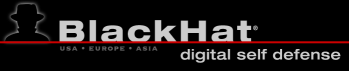 BlackHat®
USA • EUROPE • ASIA
digital self defense